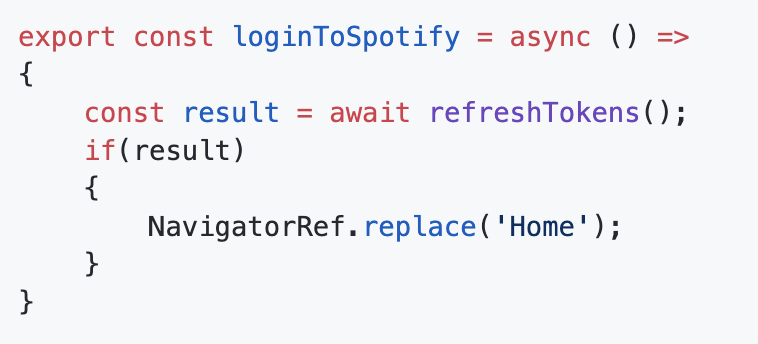 export const loginToSpotify = async () =>
{
    const result = await refreshTokens();
    if(result)
    {
        NavigatorRef.replace('Home');
    }
}